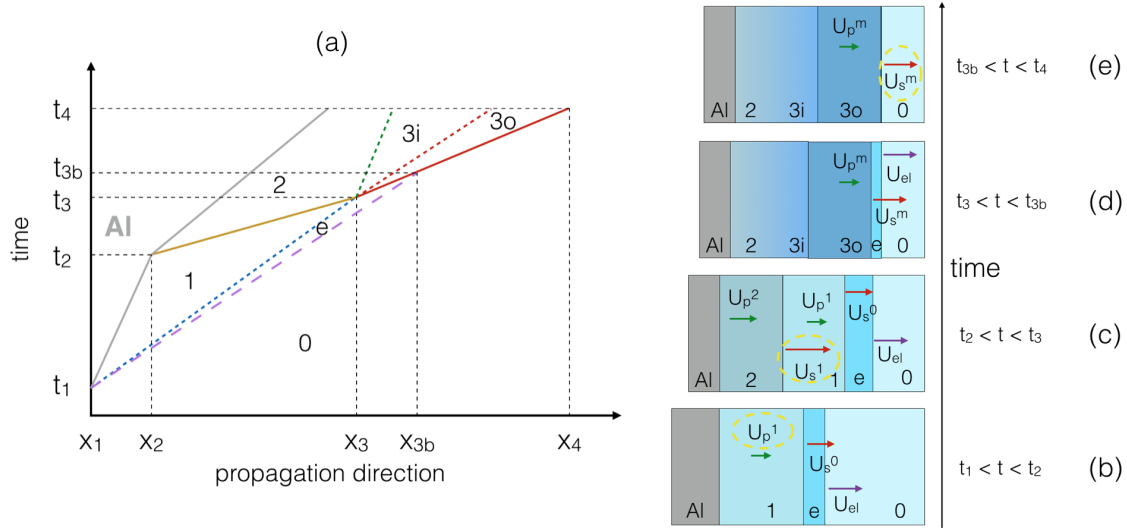 (a)
t4
t3b
t3
t2
t1
time
Al
1
2
e
0
3i
3o
x1
x2
x3
x3b
x4
propagation direction
Upm
Usm
Al
2
3i
3o
0
t3b < t < t4
(e)
Upm
Uel
Usm
Al
2
3i
3o
e
0
t3 < t < t3b
(d)
time
Up2
Up1
Us0
Us1
Uel
Al
2
1
e
0
t2 < t < t3
(c)
Up1
Us0
Uel
Al
1
e
0
t1 < t < t2
(b)